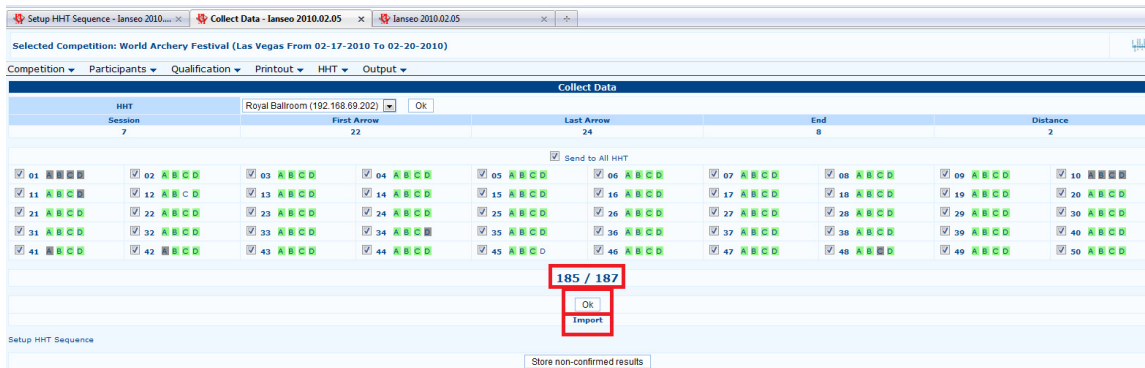 Setup HHT Sequence - Ianseo 2010.... × Collect Data - Ianseo 2010.02.05 × Ianseo 2010.02.05 ×
Selected Competition: World Archery Festival (Las Vegas From 02-17-2010 To 02-20-2010)
Competition Participants Qualification Printout HHT Output
Collect Data
HHT Royal Ballroom (192.168.69.202) Ok
Session First Arrow Last Arrow End Distance
7 22 24 8 2
Send to All HHT
01 A B C D 02 A B C D 03 A B C D 04 A B C D 05 A B C D 06 A B C D 07 A B C D 08 A B C D 09 A B C D 10 A B C D
11 A B C D 12 A B C D 13 A B C D 14 A B C D 15 A B C D 16 A B C D 17 A B C D 18 A B C D 19 A B C D 20 A B C D
21 A B C D 22 A B C D 23 A B C D 24 A B C D 25 A B C D 26 A B C D 27 A B C D 28 A B C D 29 A B C D 30 A B C D
31 A B C D 32 A B C D 33 A B C D 34 A B C D 35 A B C D 36 A B C D 37 A B C D 38 A B C D 39 A B C D 40 A B C D
41 A B C D 42 A B C D 43 A B C D 44 A B C D 45 A B C D 46 A B C D 47 A B C D 48 A B C D 49 A B C D 50 A B C D
185 / 187
Ok
Import
Setup HHT Sequence
Store non-confirmed results